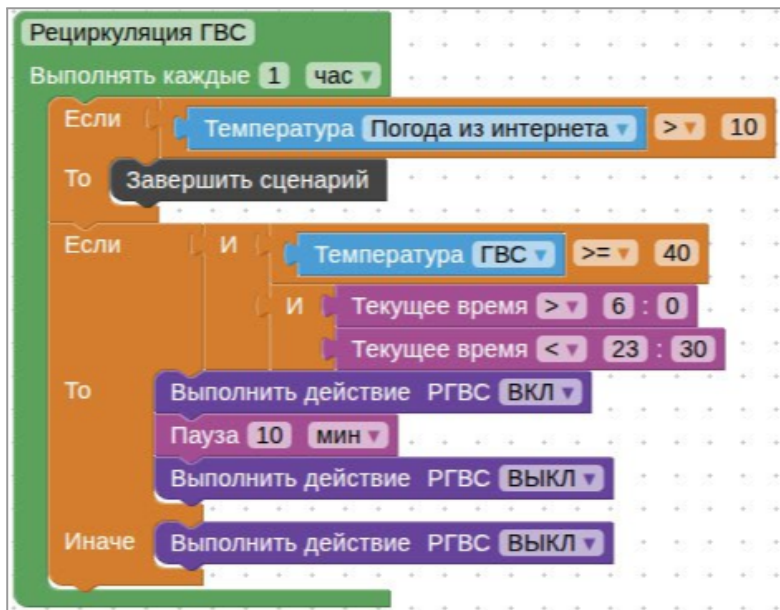 Рециркуляция ГВС
Выполнять каждые 1 час
Если Температура Погода из интернета > 10
То Завершить сценарий
Если И Температура ГВС >= 40
И Текущее время > 6 : 0
Текущее время < 23 : 30
То Выполнить действие РГВС ВКЛ
Пауза 10 мин
Выполнить действие РГВС ВЫКЛ
Иначе Выполнить действие РГВС ВЫКЛ